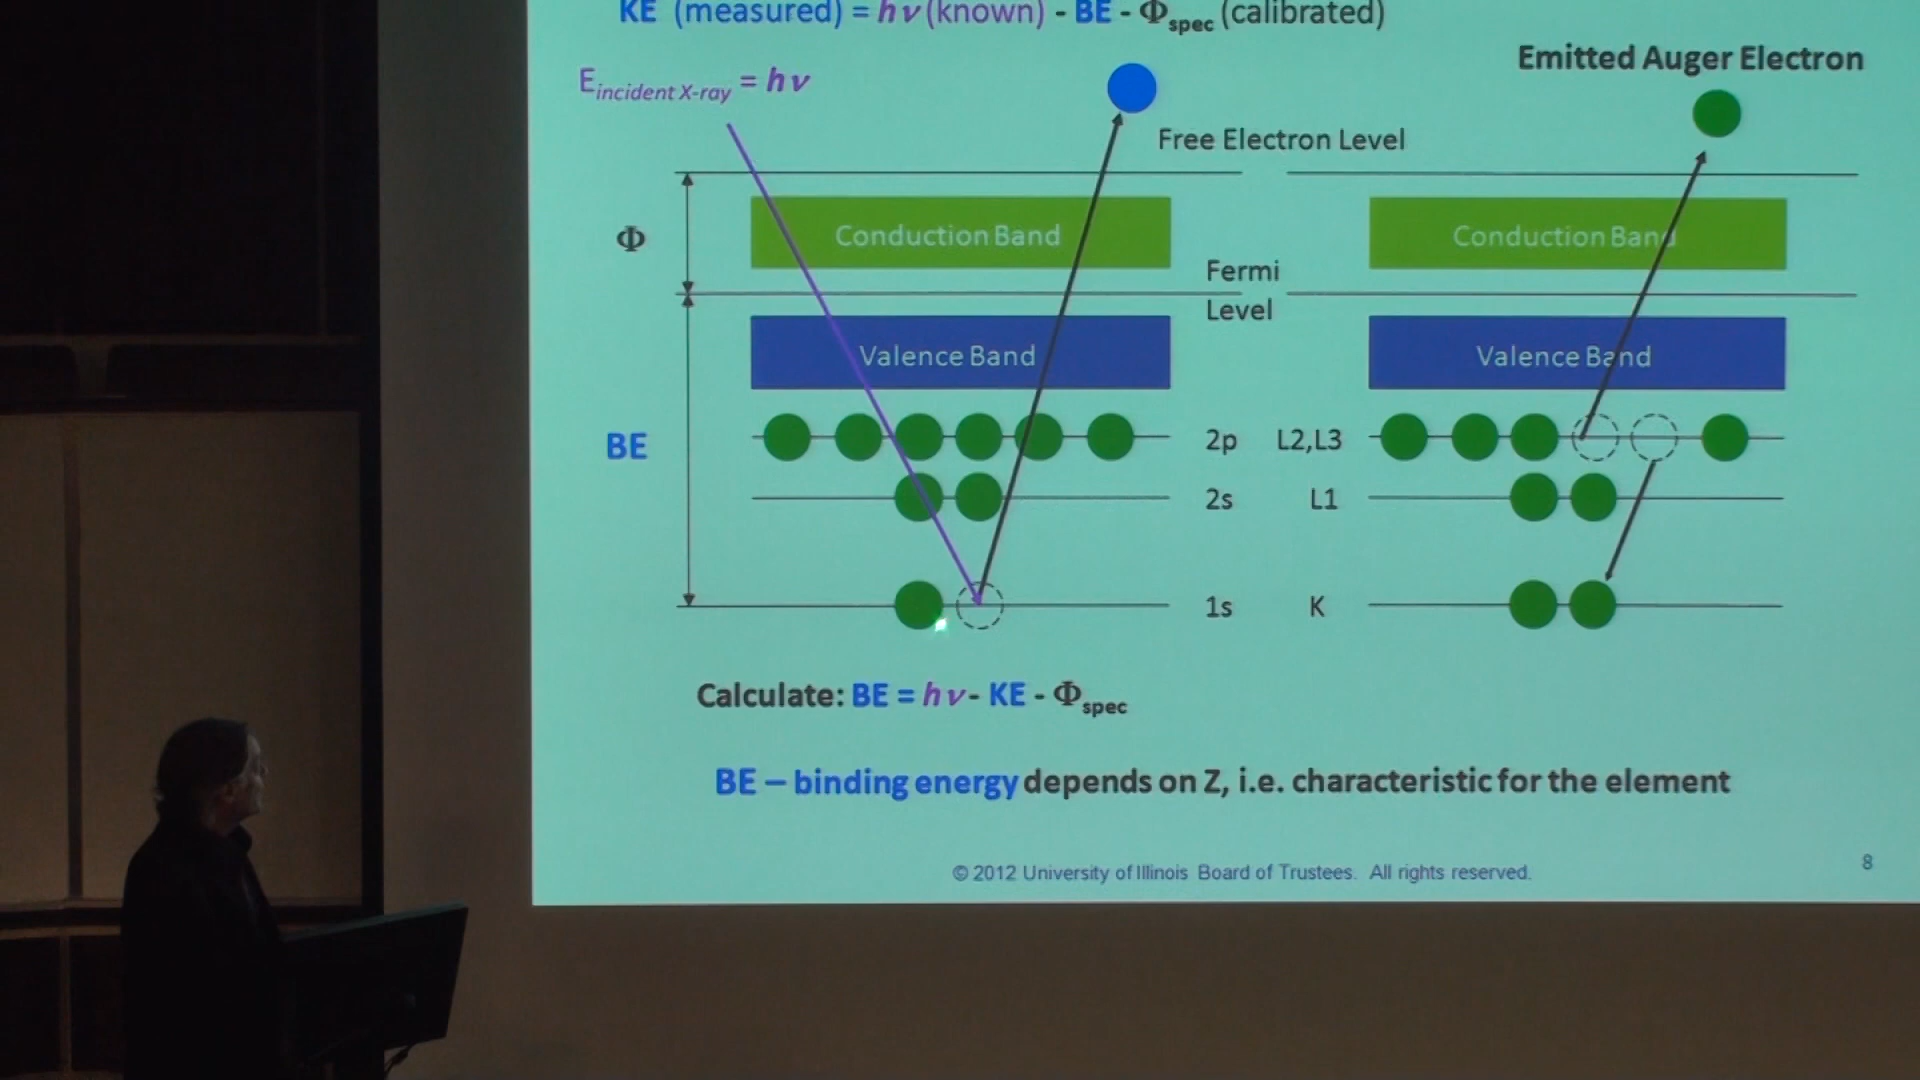 KE (measured) = hν (known) - BE - Φspec (calibrated)
Emitted Auger Electron
Eincident X-ray = hν
Free Electron Level
Φ
Conduction Band
Conduction Band
Fermi
Level
Valence Band
Valence Band
BE
2p L2,L3
2s L1
1s K
Calculate: BE = hν - KE - Φspec
BE – binding energy depends on Z, i.e. characteristic for the element
© 2012 University of Illinois Board of Trustees. All rights reserved.
8